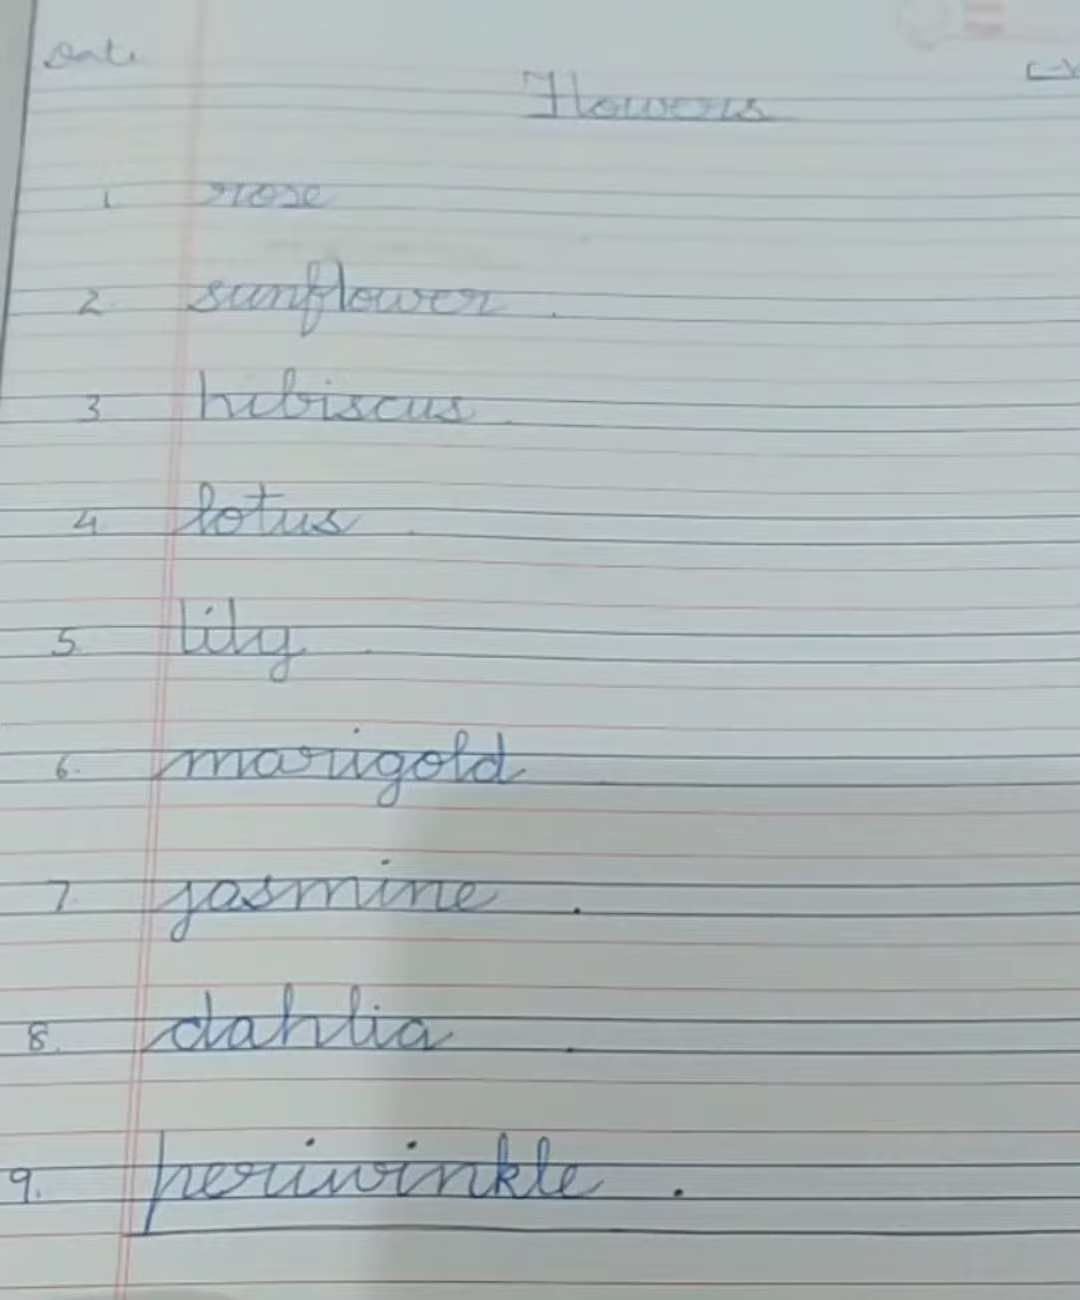 Date
Flowers
1. rose
2. sunflower.
3 hibiscus.
4 lotus.
5. lily.
6. marigold
7. jasmine.
8. dahlia.
9. periwinkle.